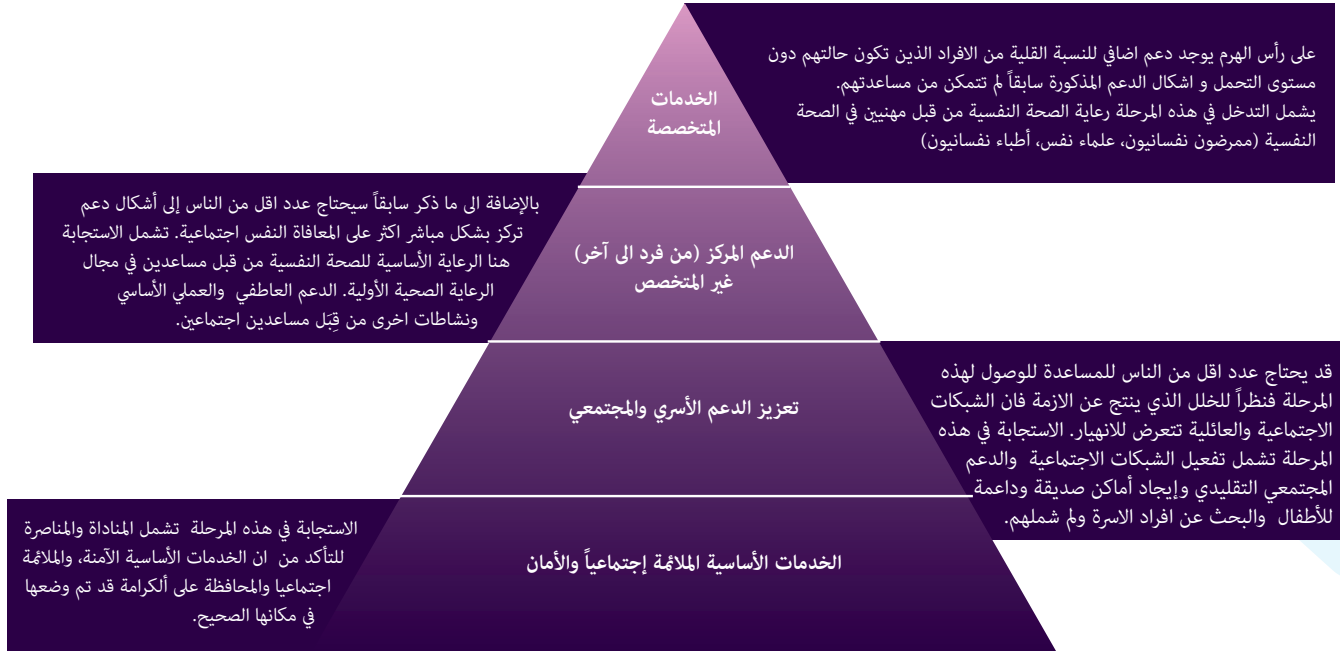 على رأس الهرم يوجد دعم اضافي للنسبة القلية من الافراد الذين تكون حالتهم دون
مستوى التحمل و اشكال الدعم المذكورة سابقاً لم تتمكن من مساعدتهم.
يشمل التدخل في هذه المرحلة رعاية الصحة النفسية من قبل مهنيين في الصحة
النفسية (ممرضون نفسانيون، علماء نفس، أطباء نفسانيون)
الخدمات
المتخصصة
بالإضافة الى ما ذكر سابقاً سيحتاج عدد اقل من الناس إلى أشكال دعم
تركز بشكل مباشر اكثر على المعافاة النفس اجتماعية. تشمل الاستجابة
هنا الرعاية الأساسية للصحة النفسية من قبل مساعدين في مجال
الرعاية الصحية الأولية. الدعم العاطفي والعملي الأساسي
ونشاطات اخرى من قِبَل مساعدين اجتماعين.
الدعم المركز (من فرد الى آخر)
غير المتخصص
قد يحتاج عدد اقل من الناس للمساعدة للوصول لهذه
المرحلة فنظراً للخلل الذي ينتج عن الازمة فان الشبكات
الاجتماعية والعائلية تتعرض للانهيار. الاستجابة في هذه
المرحلة تشمل تفعيل الشبكات الاجتماعية والدعم
المجتمعي التقليدي وإيجاد أماكن صديقة وداعمة
للأطفال والبحث عن افراد الاسرة ولم شملهم.
تعزيز الدعم الأسري والمجتمعي
الاستجابة في هذه المرحلة تشمل المناداة والمناصرة
للتأكد من ان الخدمات الأساسية الآمنة، والملائمة
اجتماعيا والمحافظة على ألكرامة قد تم وضعها
في مكانها الصحيح.
الخدمات الأساسية الملائمة إجتماعياً والأمان